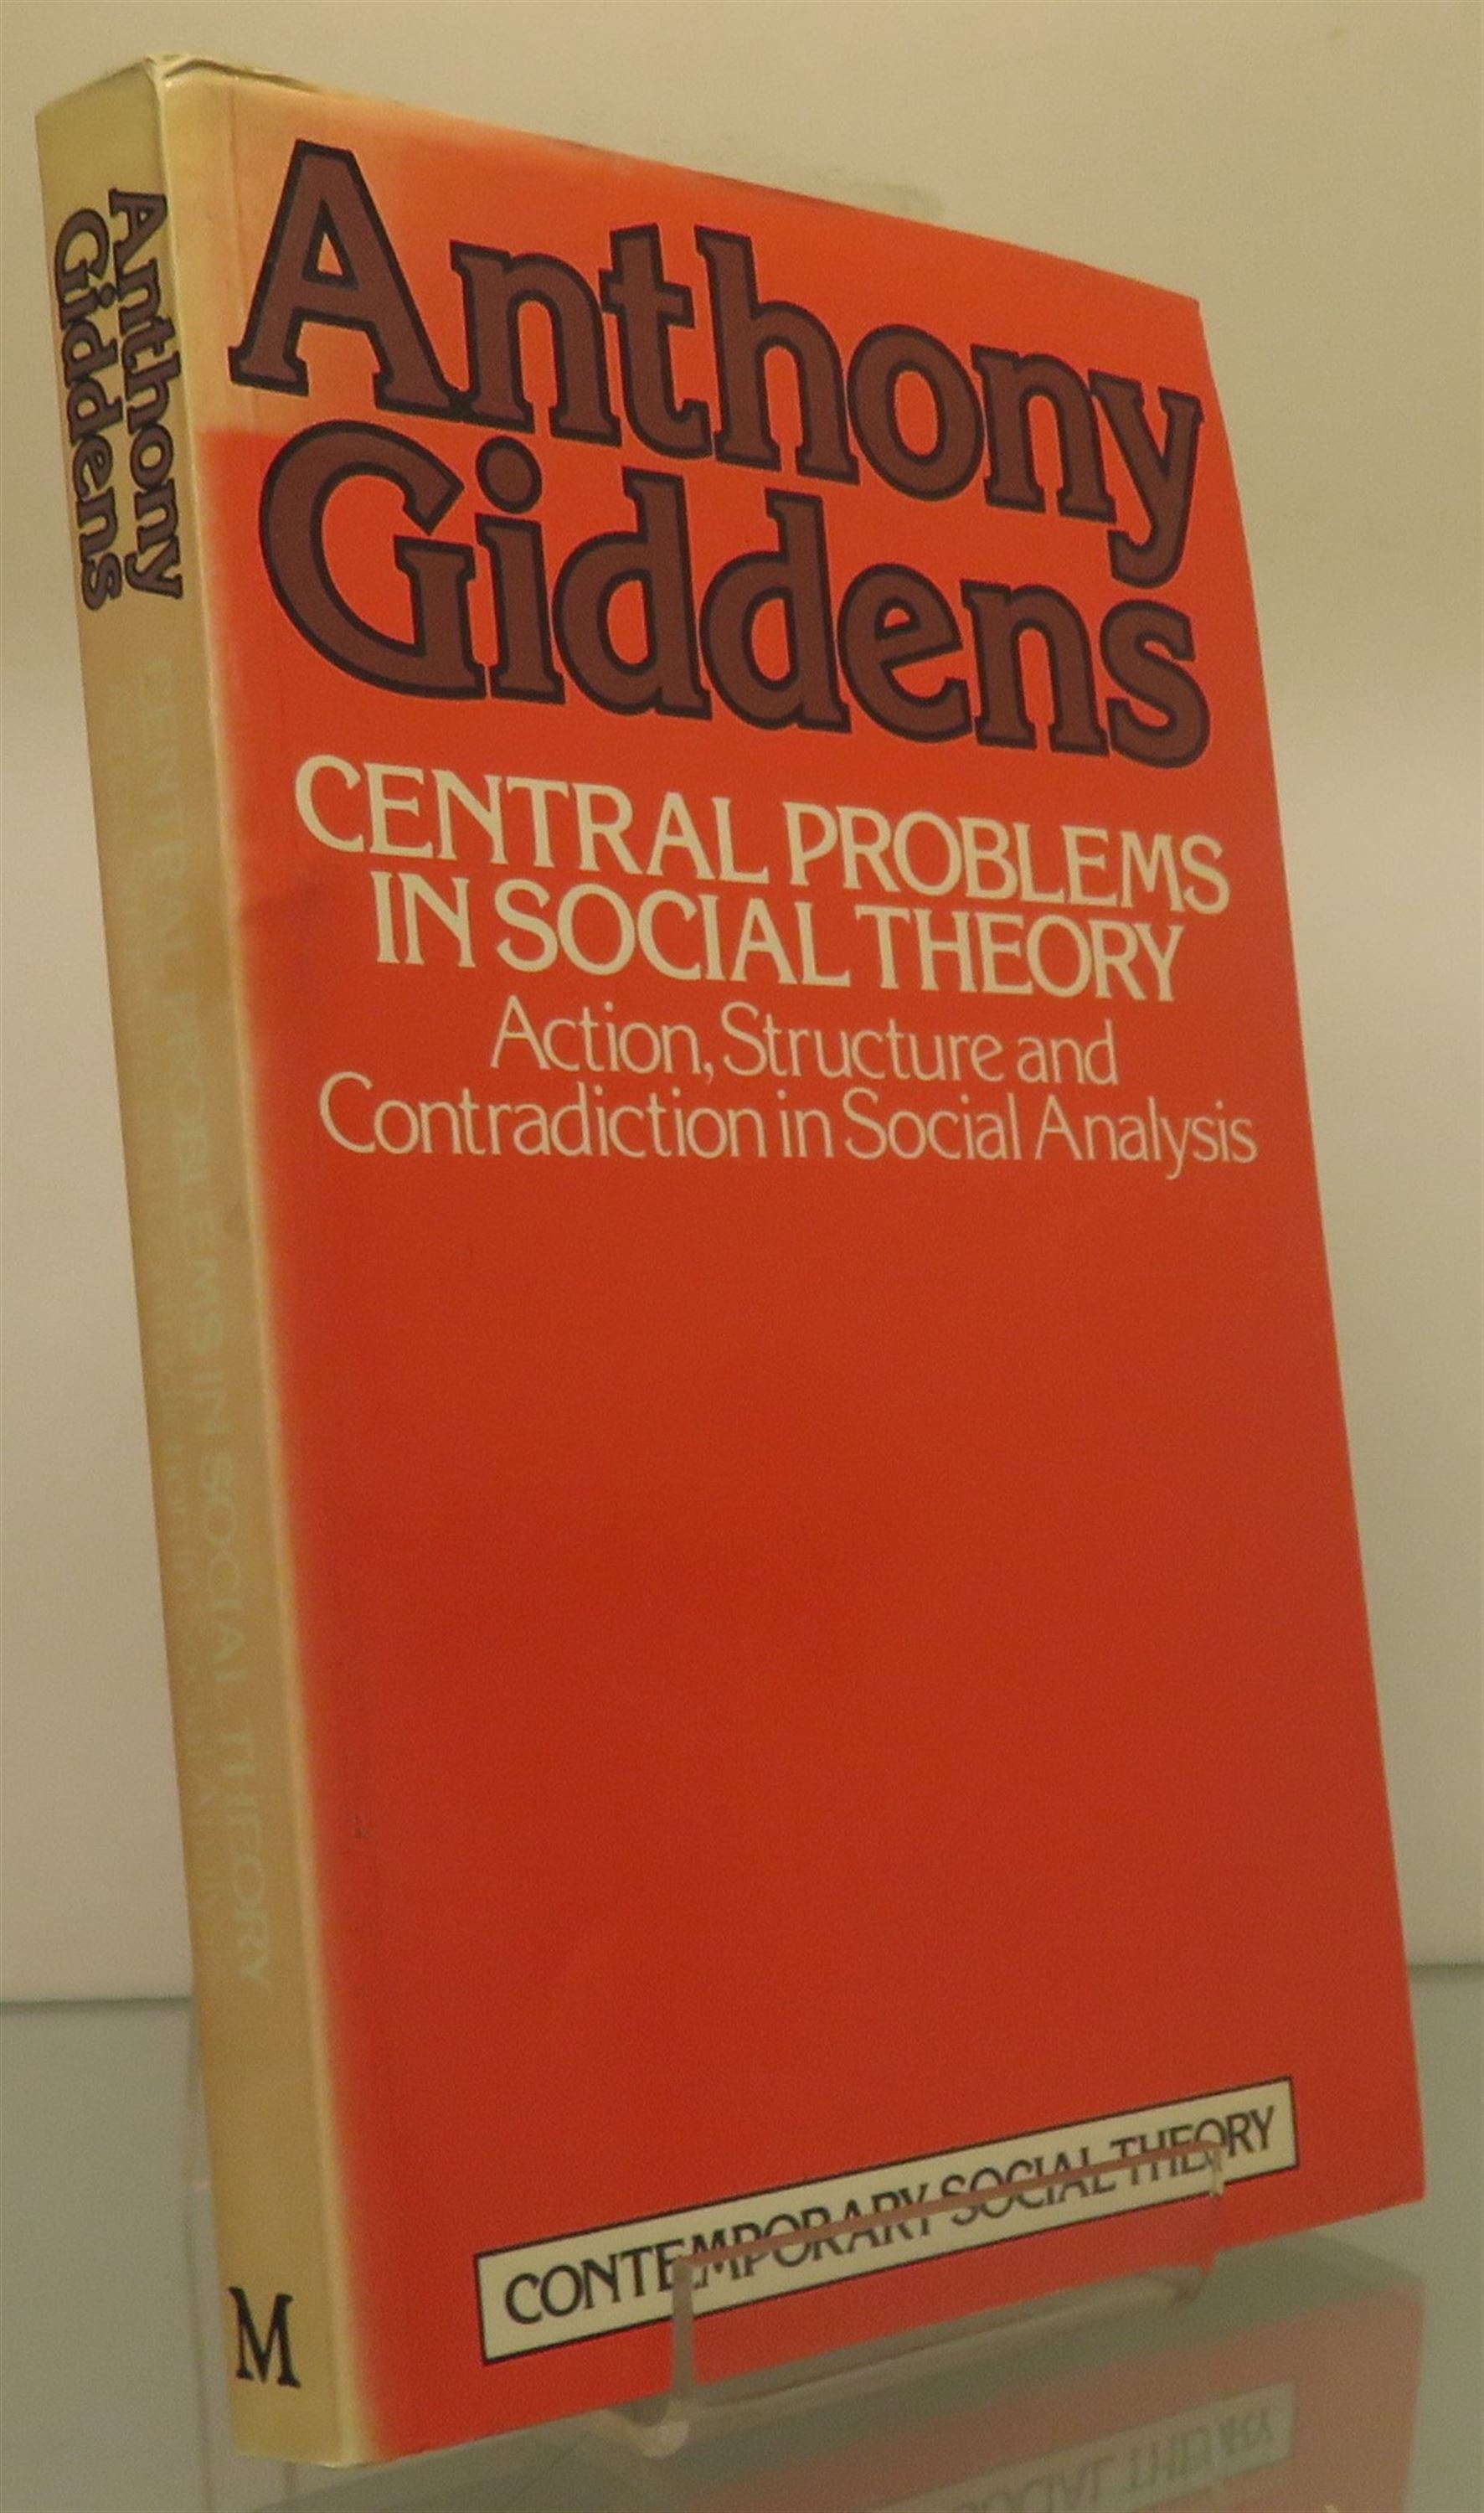 Anthony
Giddens
CENTRAL PROBLEMS
IN SOCIAL THEORY
Action, Structure and
Contradiction in Social Analysis
CONTEMPORARY SOCIAL THEORY
Anthony
Giddens
CENTRAL PROBLEMS IN SOCIAL THEORY
M